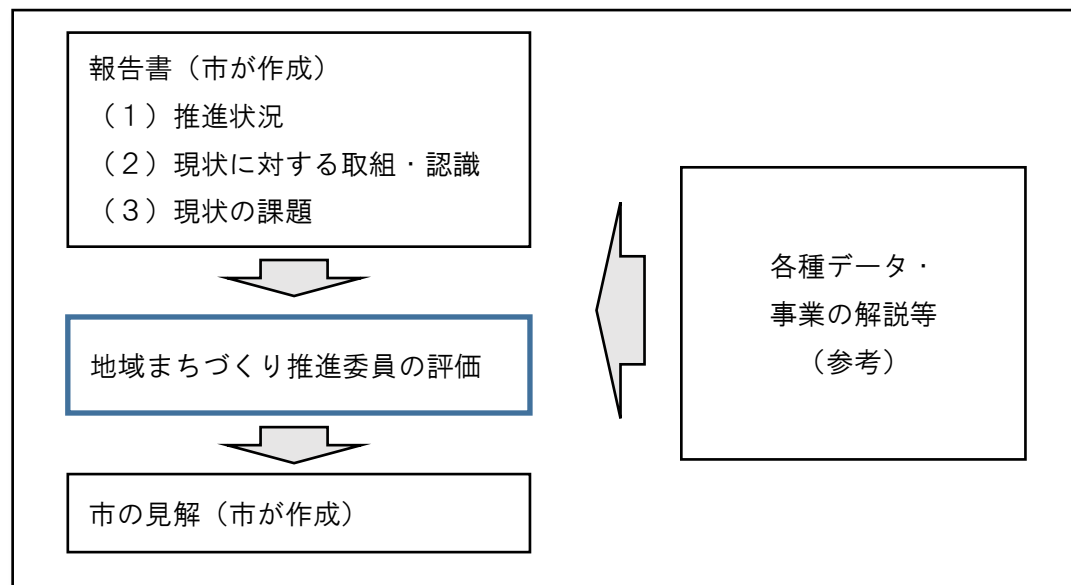 報告書（市が作成）
（１）推進状況
（２）現状に対する取組・認識
（３）現状の課題
地域まちづくり推進委員の評価
市の見解（市が作成）
各種データ・
事業の解説等
（参考）